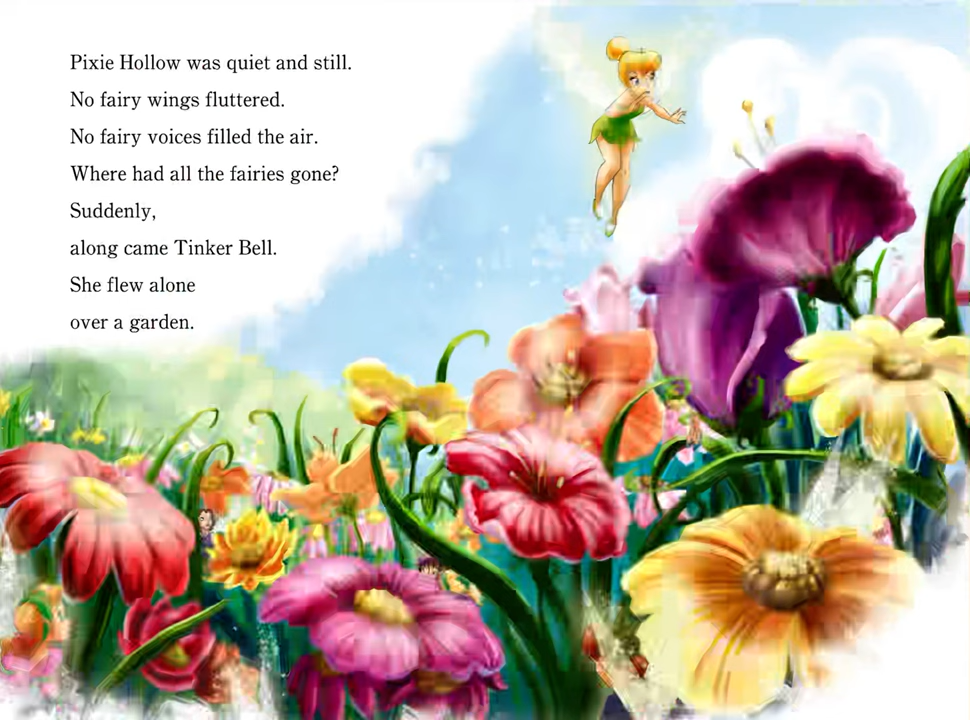 Pixie Hollow was quiet and still.
No fairy wings fluttered.
No fairy voices filled the air.
Where had all the fairies gone?
Suddenly,
along came Tinker Bell.
She flew alone
over a garden.